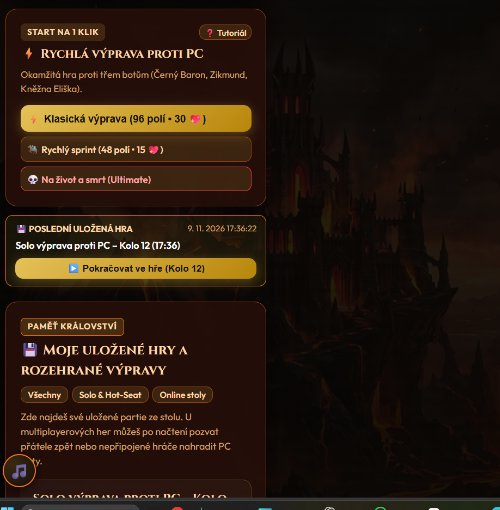 START NA 1 KLIK
❓ Tutoriál
⚡ Rychlá výprava proti PC
Okamžitá hra proti třem botům (Černý Baron, Zikmund,
Kněžna Eliška).
⚡ Klasická výprava (96 polí • 30 💖)
Rychlý sprint (48 polí • 15 💖)
💀 Na život a smrt (Ultimate)
💾 POSLEDNÍ ULOŽENÁ HRA
9. 11. 2026 17:36:22
Solo výprava proti PC – Kolo 12 (17:36)
▶️ Pokračovat ve hře (Kolo 12)
PAMĚŤ KRÁLOVSTVÍ
💾 Moje uložené hry a
rozehrané výpravy
Všechny
Solo & Hot-Seat
Online stoly
Zde najdeš své uložené partie ze stolu. U
multiplayerových her můžeš po načtení pozvat
přátele zpět nebo nepřipojené hráče nahradit PC
Solo výprava proti PC – Kolo